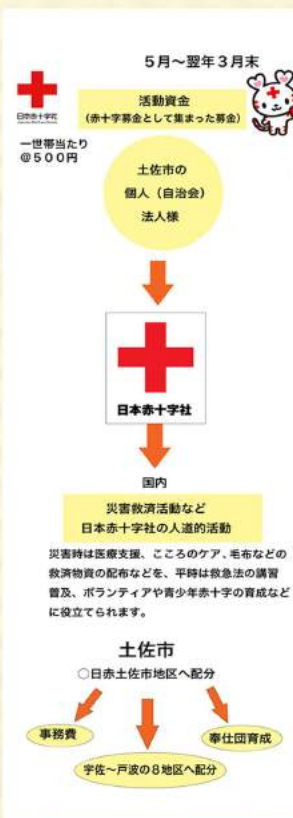 5月～翌年3月末
日本赤十字社
活動資金
(赤十字募金として集まった募金)
一世帯当たり
@500円
土佐市の
個人（自治会）
法人様
日本赤十字社
国内
災害救済活動など
日本赤十字社の人道的活動
災害時は医療支援、こころのケア、毛布などの
救済物資の配布などを、平時は救急法の講習
普及、ボランティアや青少年赤十字の育成など
に役立てられます。
土佐市
○日赤土佐市地区へ配分
事務費
奉仕団育成
宇佐～戸波の8地区へ配分